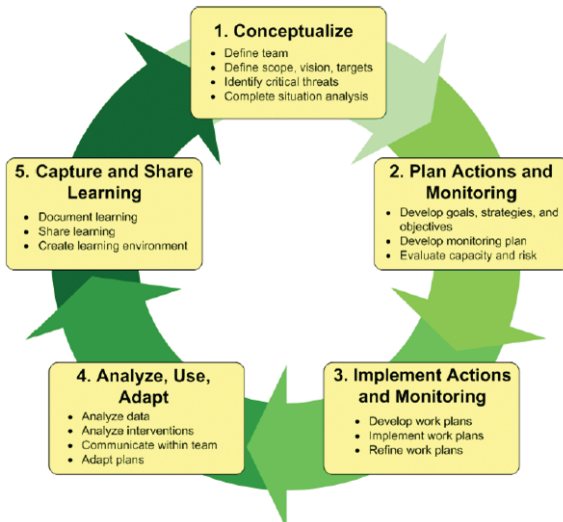 1. Conceptualize
• Define team
• Define scope, vision, targets
• Identify critical threats
• Complete situation analysis
2. Plan Actions and
Monitoring
• Develop goals, strategies, and
objectives
• Develop monitoring plan
• Evaluate capacity and risk
3. Implement Actions
and Monitoring
• Develop work plans
• Implement work plans
• Refine work plans
4. Analyze, Use,
Adapt
• Analyze data
• Analyze interventions
• Communicate within team
• Adapt plans
5. Capture and Share
Learning
• Document learning
• Share learning
• Create learning environment